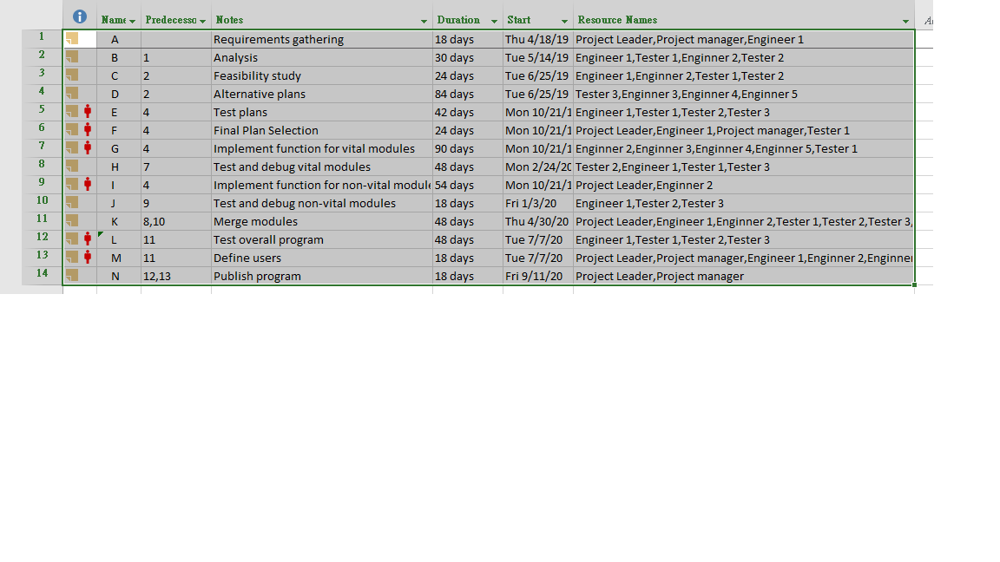 Name Predecesso Notes Duration Start Resource Names A
1 A Requirements gathering 18 days Thu 4/18/19 Project Leader,Project manager,Engineer 1
2 B 1 Analysis 30 days Tue 5/14/19 Engineer 1,Tester 1,Enginner 2,Tester 2
3 C 2 Feasibility study 24 days Tue 6/25/19 Engineer 1,Enginner 2,Tester 1,Tester 2
4 D 2 Alternative plans 84 days Tue 6/25/19 Tester 3,Enginner 3,Enginner 4,Enginner 5
5 E 4 Test plans 42 days Mon 10/21/1 Engineer 1,Tester 1,Tester 2,Tester 3
6 F 4 Final Plan Selection 24 days Mon 10/21/1 Project Leader,Engineer 1,Project manager,Tester 1
7 G 4 Implement function for vital modules 90 days Mon 10/21/1 Enginner 2,Enginner 3,Enginner 4,Enginner 5,Tester 1
8 H 7 Test and debug vital modules 48 days Mon 2/24/20 Tester 2,Engineer 1,Tester 1,Tester 3
9 I 4 Implement function for non-vital module 54 days Mon 10/21/1 Project Leader,Enginner 2
10 J 9 Test and debug non-vital modules 18 days Fri 1/3/20 Engineer 1,Tester 2,Tester 3
11 K 8,10 Merge modules 48 days Thu 4/30/20 Project Leader,Engineer 1,Enginner 2,Tester 1,Tester 2,Tester 3,
12 L 11 Test overall program 48 days Tue 7/7/20 Engineer 1,Tester 1,Tester 2,Tester 3
13 M 11 Define users 18 days Tue 7/7/20 Project Leader,Project manager,Engineer 1,Enginner 2,Enginner
14 N 12,13 Publish program 18 days Fri 9/11/20 Project Leader,Project manager